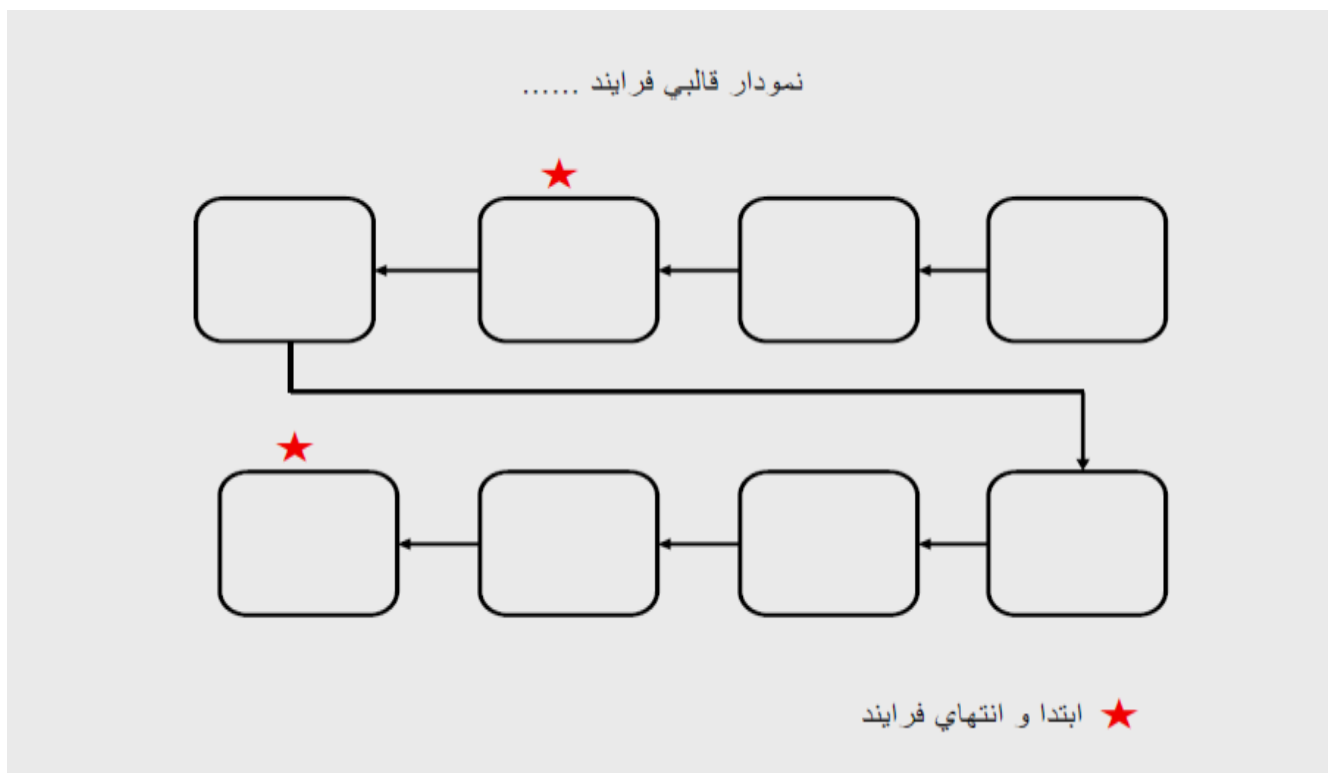 نمودار قالبي فرايند ......
ابتدا و انتهاي فرايند